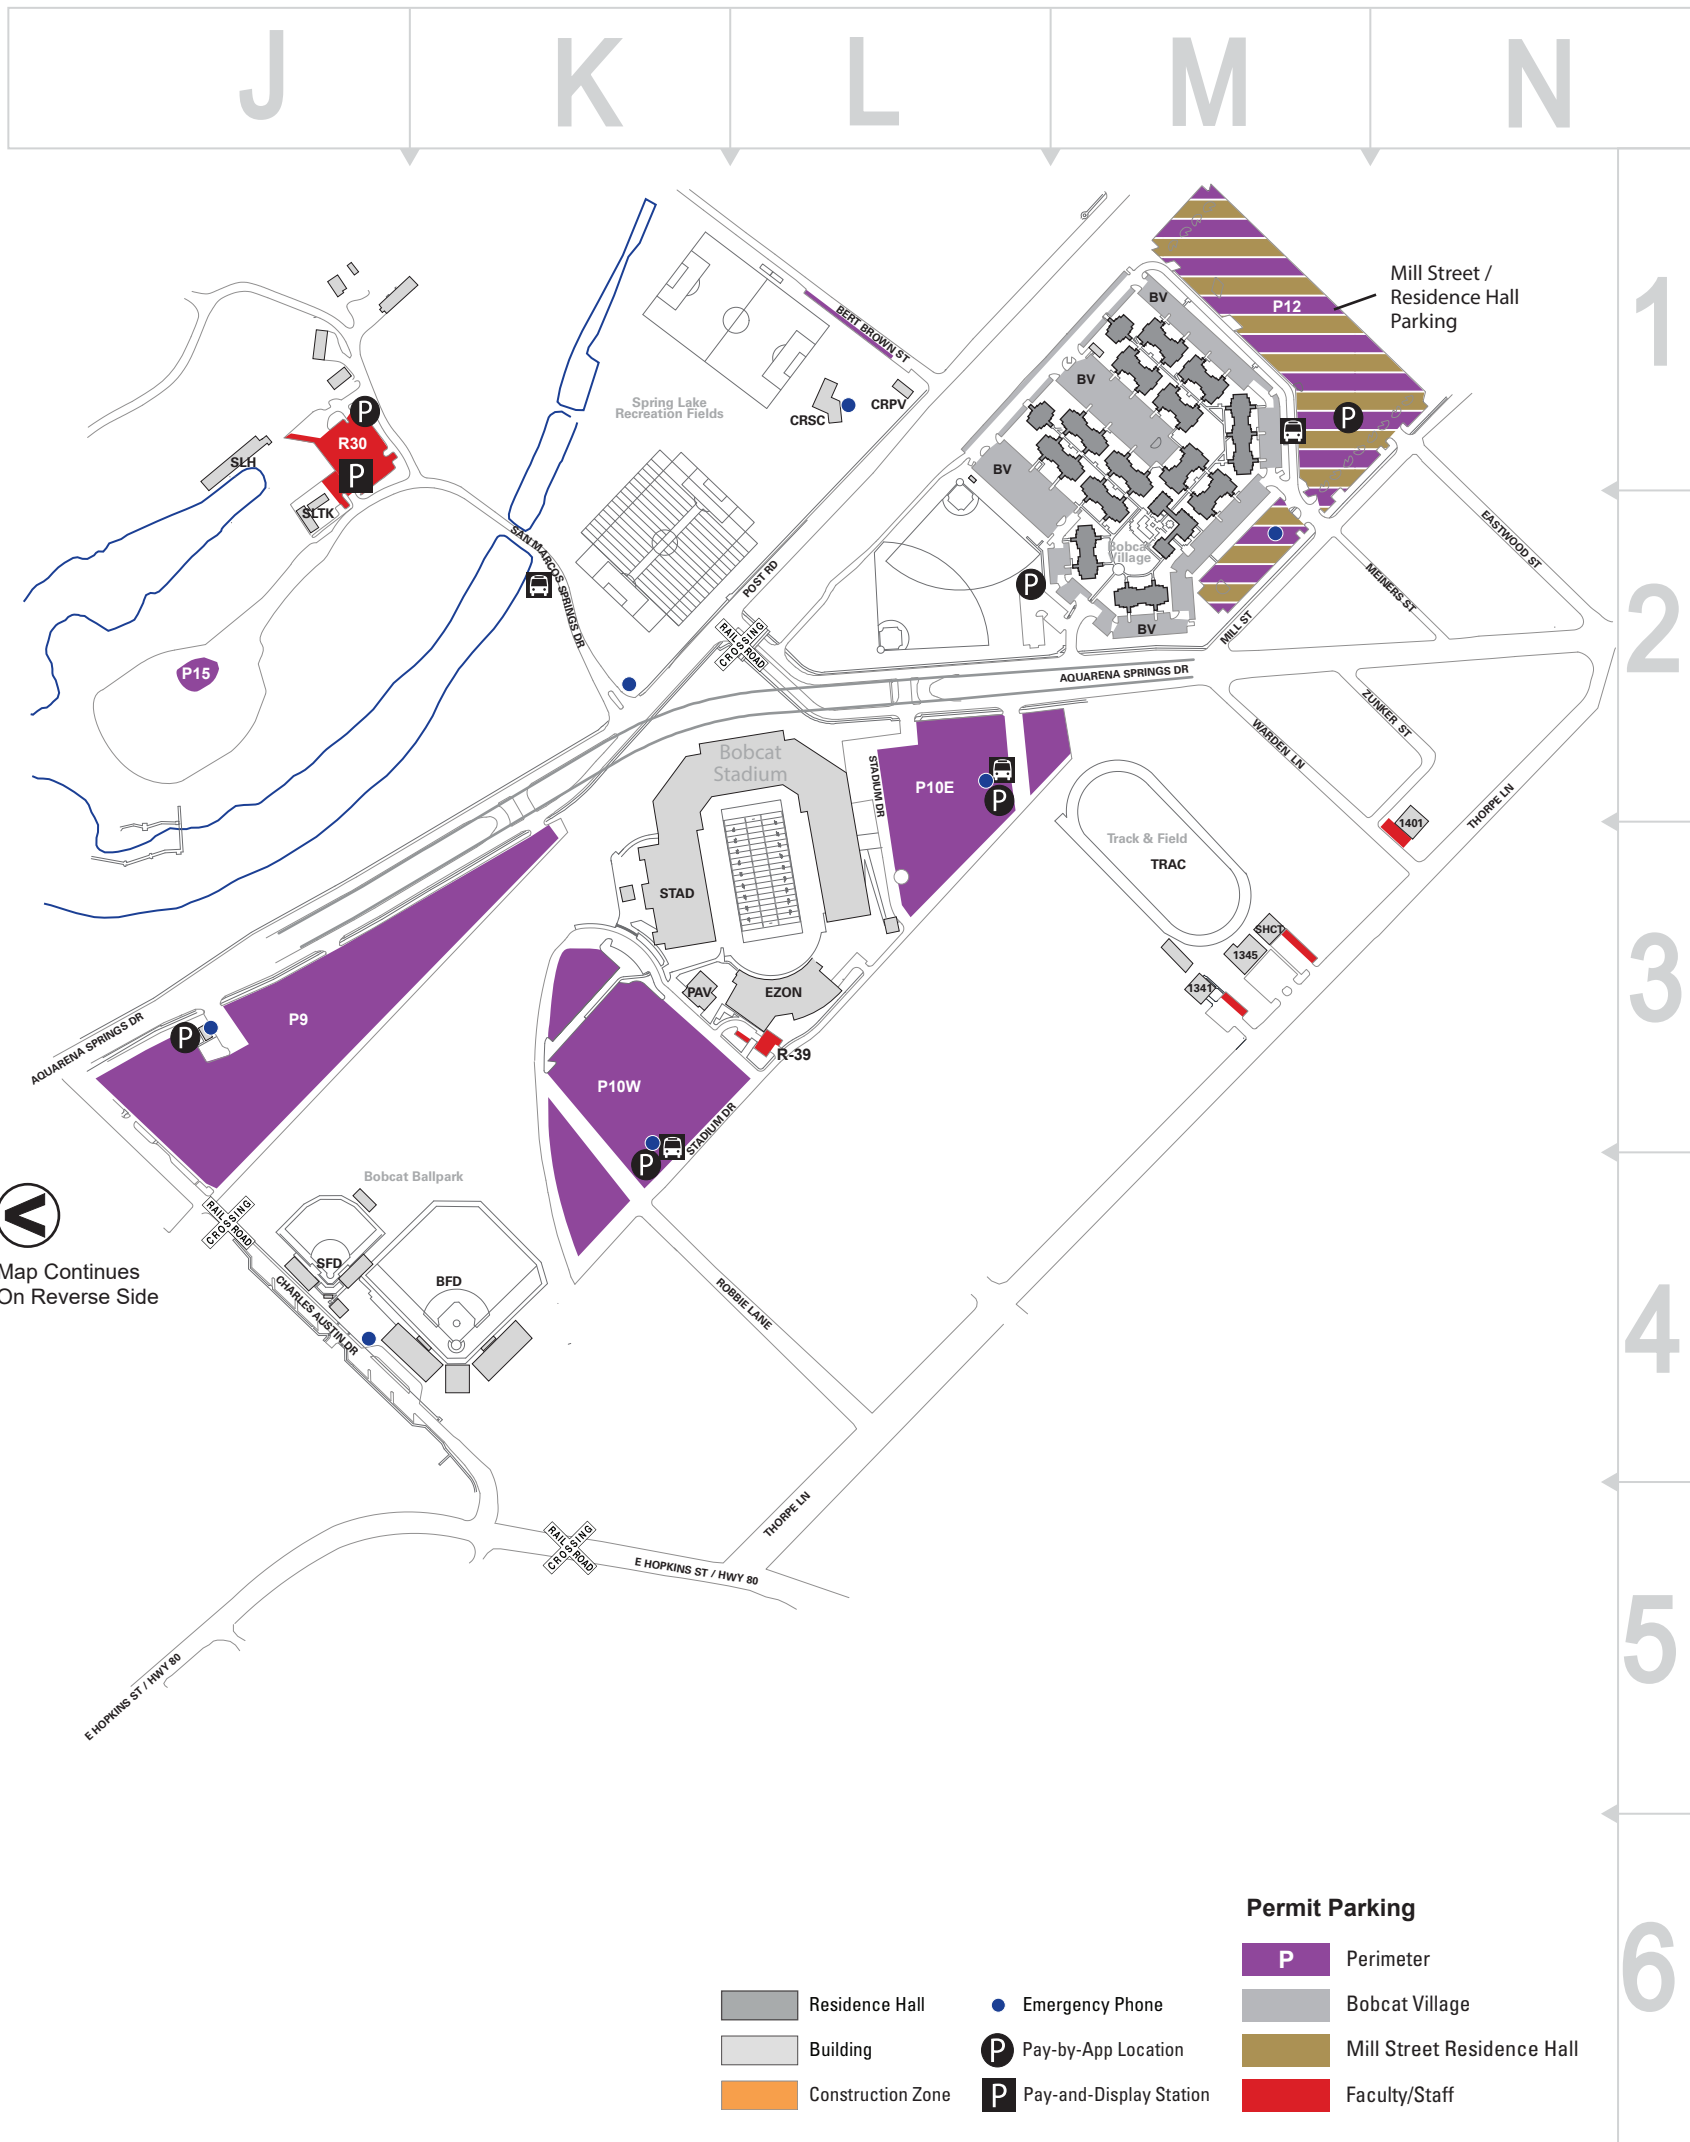 J K L M N
1
2
3
4
5
6
Mill Street /
Residence Hall
Parking
P12
BV
BV
BV
BV
Bobcat
Village
BERT BROWN ST
CRPV
CRSC
Spring Lake
Recreation Fields
P
R30
P
SLH
SLTK
SAN MARCOS SPRINGS DR
POST RD
RAILROAD
CROSSING
P
P
EASTWOOD ST
MEINERS ST
MILL ST
AQUARENA SPRINGS DR
ZUNKER ST
WARDEN LN
THORPE LN
P15
Bobcat
Stadium
STADIUM DR
P10E
P
1401
Track & Field
TRAC
STAD
SHCT
1345
1341
PAV
EZON
R-39
P9
P
AQUARENA SPRINGS DR
P10W
P
STADIUM DR
Bobcat Ballpark
RAILROAD
CROSSING
Map Continues
On Reverse Side
SFD
BFD
CHARLES AUSTIN DR
ROBBIE LANE
THORPE LN
RAILROAD
CROSSING
E HOPKINS ST / HWY 80
E HOPKINS ST / HWY 80
Residence Hall
Building
Construction Zone
Emergency Phone
P Pay-by-App Location
P Pay-and-Display Station
Permit Parking
P Perimeter
Bobcat Village
Mill Street Residence Hall
Faculty/Staff